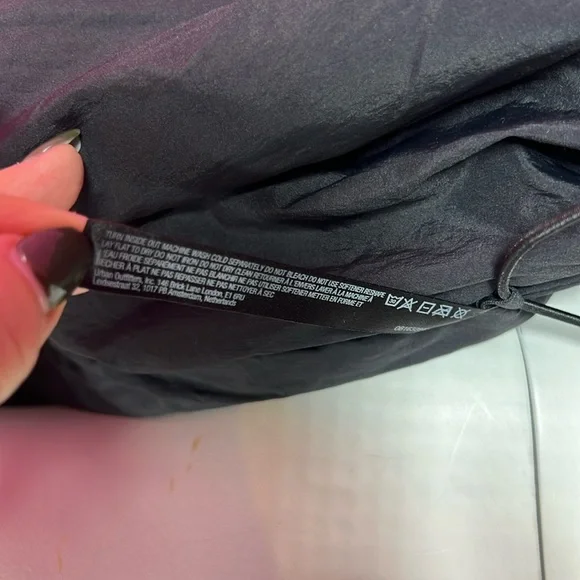 TURN INSIDE OUT MACHINE WASH COLD SEPARATELY DO NOT BLEACH DO NOT USE SOFTENER RESHAPE
LAY FLAT TO DRY DO NOT IRON DO NOT DRY CLEAN RETOURNER À L'ENVERS LAVER À LA MACHINE À
L'EAU FROIDE SÉPARÉMENT NE PAS BLANCHIR NE PAS UTILISER SOFTENER METTER EN FORME ET
SÉCHER À PLAT NE PAS REPASSER NE PAS NETTOYER À SEC
Urban Outfitters, Inc. 146 Brick Lane London, E1 6RU
32, 1017 PB Amsterdam, Netherlands